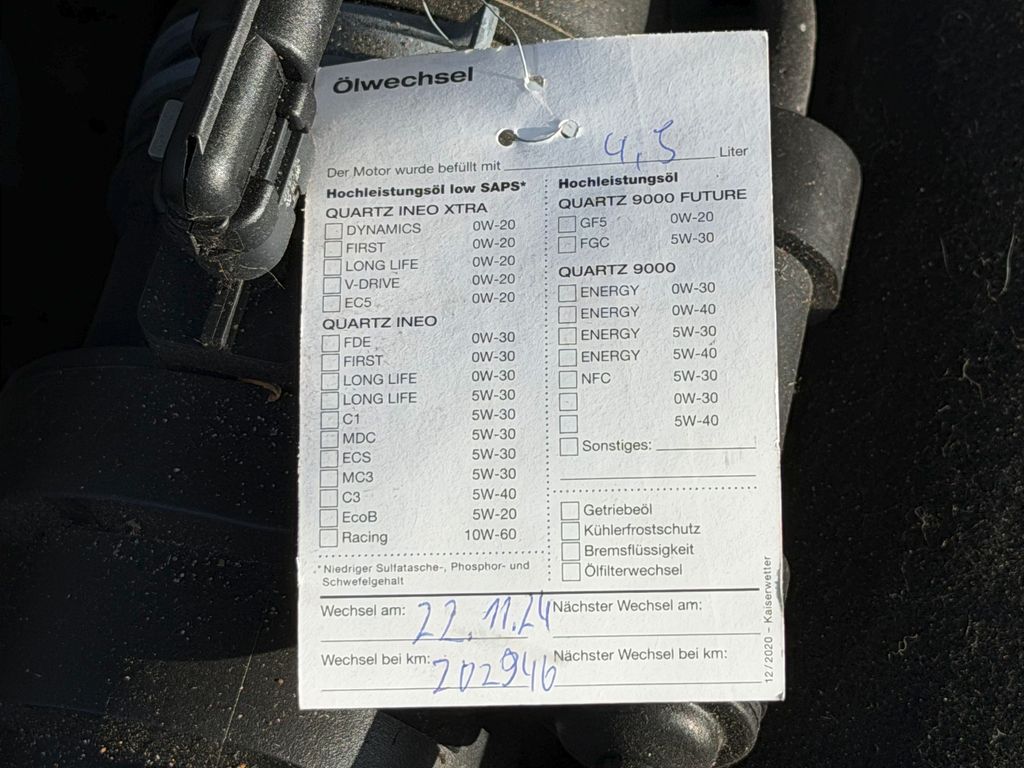 Ölwechsel
Der Motor wurde befüllt mit 4,5 Liter
Hochleistungsöl low SAPS*
QUARTZ INEO XTRA
DYNAMICS 0W-20
FIRST 0W-20
LONG LIFE 0W-20
V-DRIVE 0W-20
EC5 0W-20
QUARTZ INEO
FDE 0W-30
FIRST 0W-30
LONG LIFE 0W-30
LONG LIFE 5W-30
C1 5W-30
MDC 5W-30
ECS 5W-30
MC3 5W-30
C3 5W-40
EcoB 5W-20
Racing 10W-60
*Niedriger Sulfatasche-, Phosphor- und
Schwefelgehalt
Hochleistungsöl
QUARTZ 9000 FUTURE
GF5 0W-20
FGC 5W-30
QUARTZ 9000
ENERGY 0W-30
ENERGY 0W-40
ENERGY 5W-30
ENERGY 5W-40
NFC 5W-30
0W-30
5W-40
Sonstiges:
Getriebeöl
Kühlerfrostschutz
Bremsflüssigkeit
Ölfilterwechsel
Wechsel am: 22.11.24 Nächster Wechsel am:
Wechsel bei km: 202946 Nächster Wechsel bei km:
12/2020 – Kaiserwetter